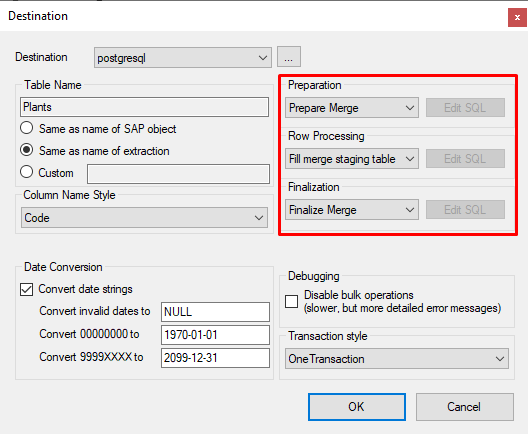 Destination
x
Destination
postgresql
...
Table Name
Plants
Same as name of SAP object
Same as name of extraction
Custom
Column Name Style
Code
Preparation
Prepare Merge
Edit SQL
Row Processing
Fill merge staging table
Edit SQL
Finalization
Finalize Merge
Edit SQL
Date Conversion
Convert date strings
Convert invalid dates to NULL
Convert 00000000 to 1970-01-01
Convert 9999XXXX to 2099-12-31
Debugging
Disable bulk operations
(slower, but more detailed error messages)
Transaction style
OneTransaction
OK
Cancel